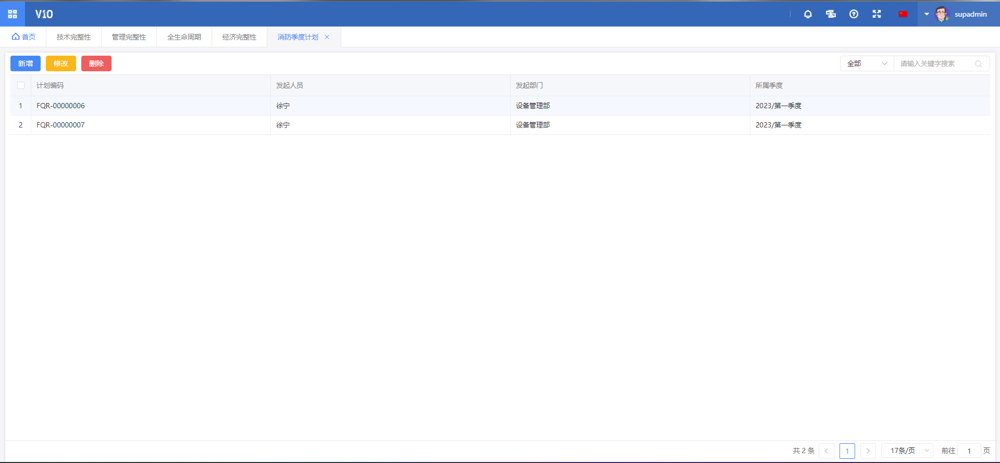 V10
supadmin
首页 技术完整性 管理完整性 全生命周期 经济完整性 消防季度计划
新增 修改 删除 全部 请输入关键字搜索
计划编码 发起人员 发起部门 所属季度
1 FQR-00000006 徐宁 设备管理部 2023/第一季度
2 FQR-00000007 徐宁 设备管理部 2023/第一季度
共 2 条 1 17条/页 前往 1 页